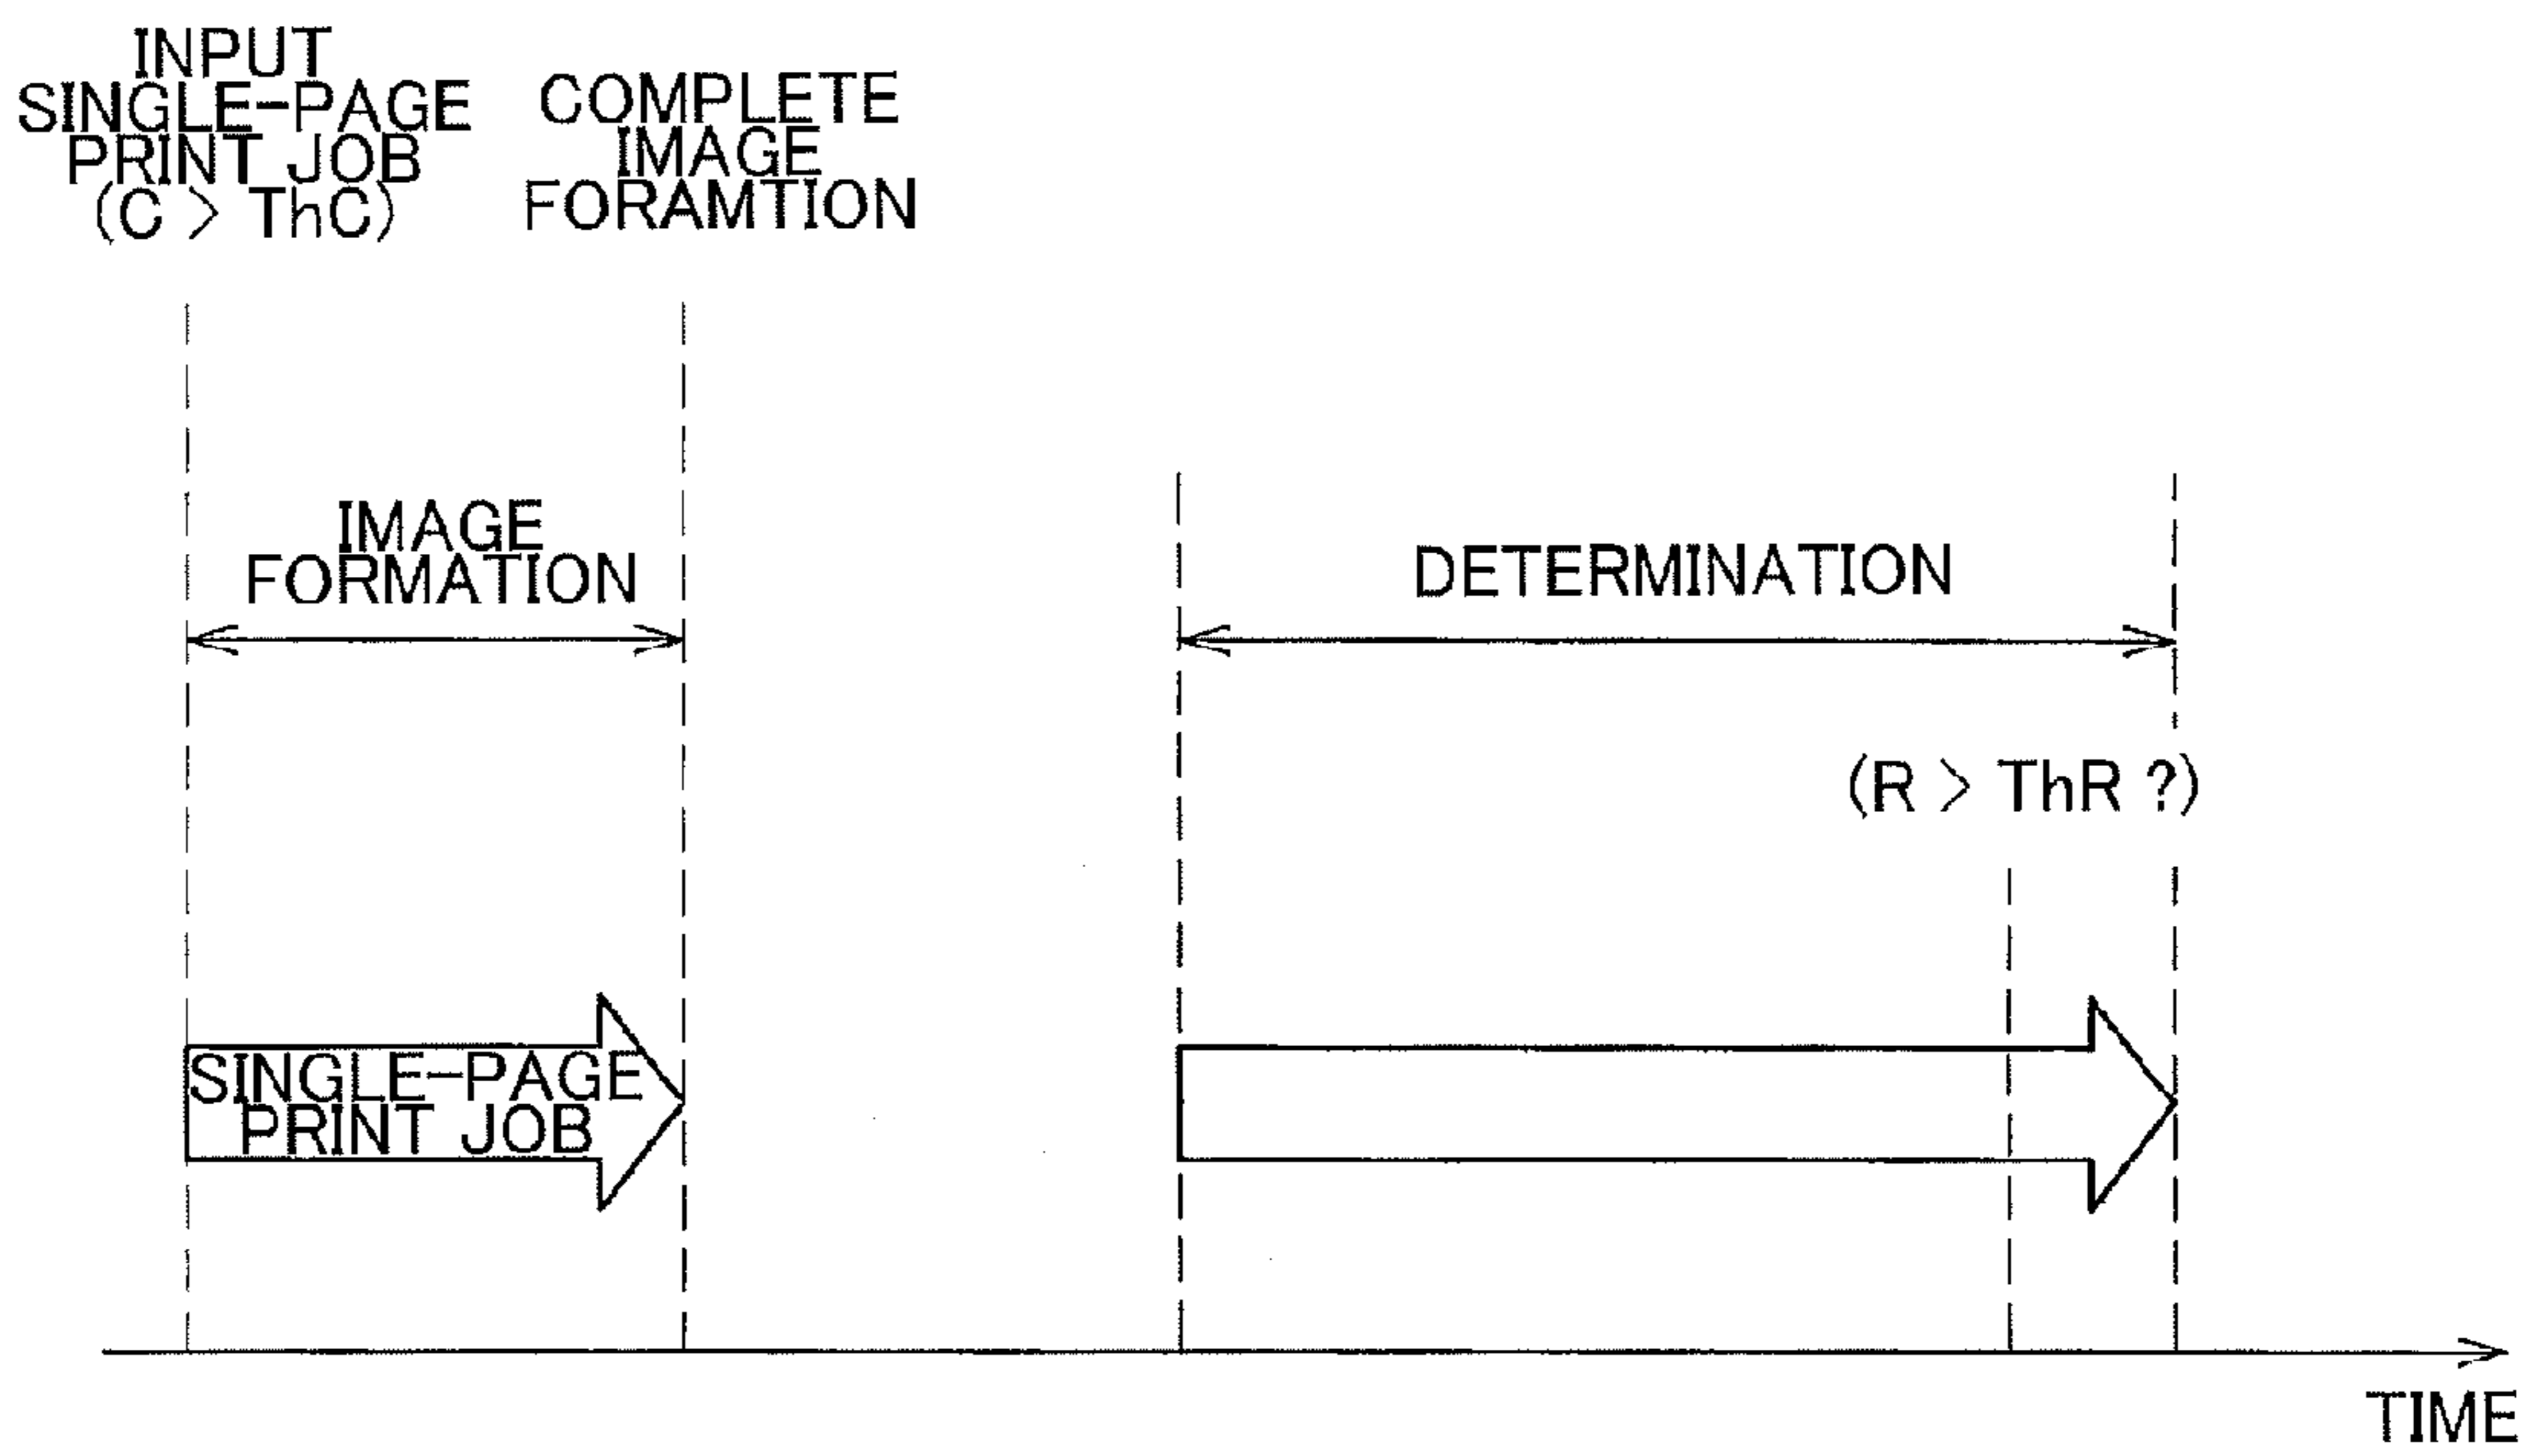 INPUT
SINGLE-PAGE
PRINT JOB
(C > ThC)
COMPLETE
IMAGE
FORAMTION
IMAGE
FORMATION
DETERMINATION
(R > ThR ?)
SINGLE-PAGE
PRINT JOB
TIME